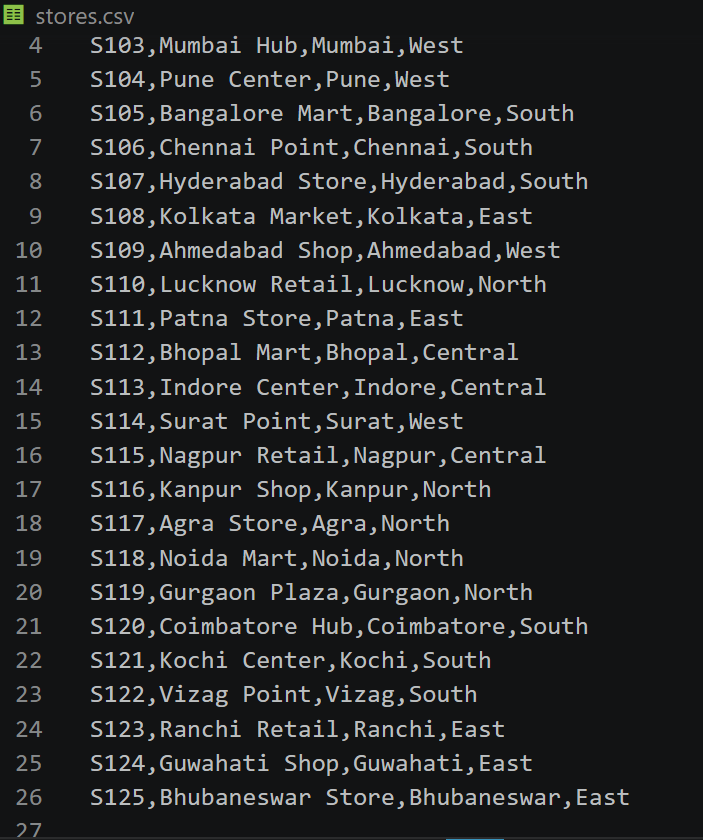 stores.csv
4 S103,Mumbai Hub,Mumbai,West
5 S104,Pune Center,Pune,West
6 S105,Bangalore Mart,Bangalore,South
7 S106,Chennai Point,Chennai,South
8 S107,Hyderabad Store,Hyderabad,South
9 S108,Kolkata Market,Kolkata,East
10 S109,Ahmedabad Shop,Ahmedabad,West
11 S110,Lucknow Retail,Lucknow,North
12 S111,Patna Store,Patna,East
13 S112,Bhopal Mart,Bhopal,Central
14 S113,Indore Center,Indore,Central
15 S114,Surat Point,Surat,West
16 S115,Nagpur Retail,Nagpur,Central
17 S116,Kanpur Shop,Kanpur,North
18 S117,Agra Store,Agra,North
19 S118,Noida Mart,Noida,North
20 S119,Gurgaon Plaza,Gurgaon,North
21 S120,Coimbatore Hub,Coimbatore,South
22 S121,Kochi Center,Kochi,South
23 S122,Vizag Point,Vizag,South
24 S123,Ranchi Retail,Ranchi,East
25 S124,Guwahati Shop,Guwahati,East
26 S125,Bhubaneswar Store,Bhubaneswar,East
27